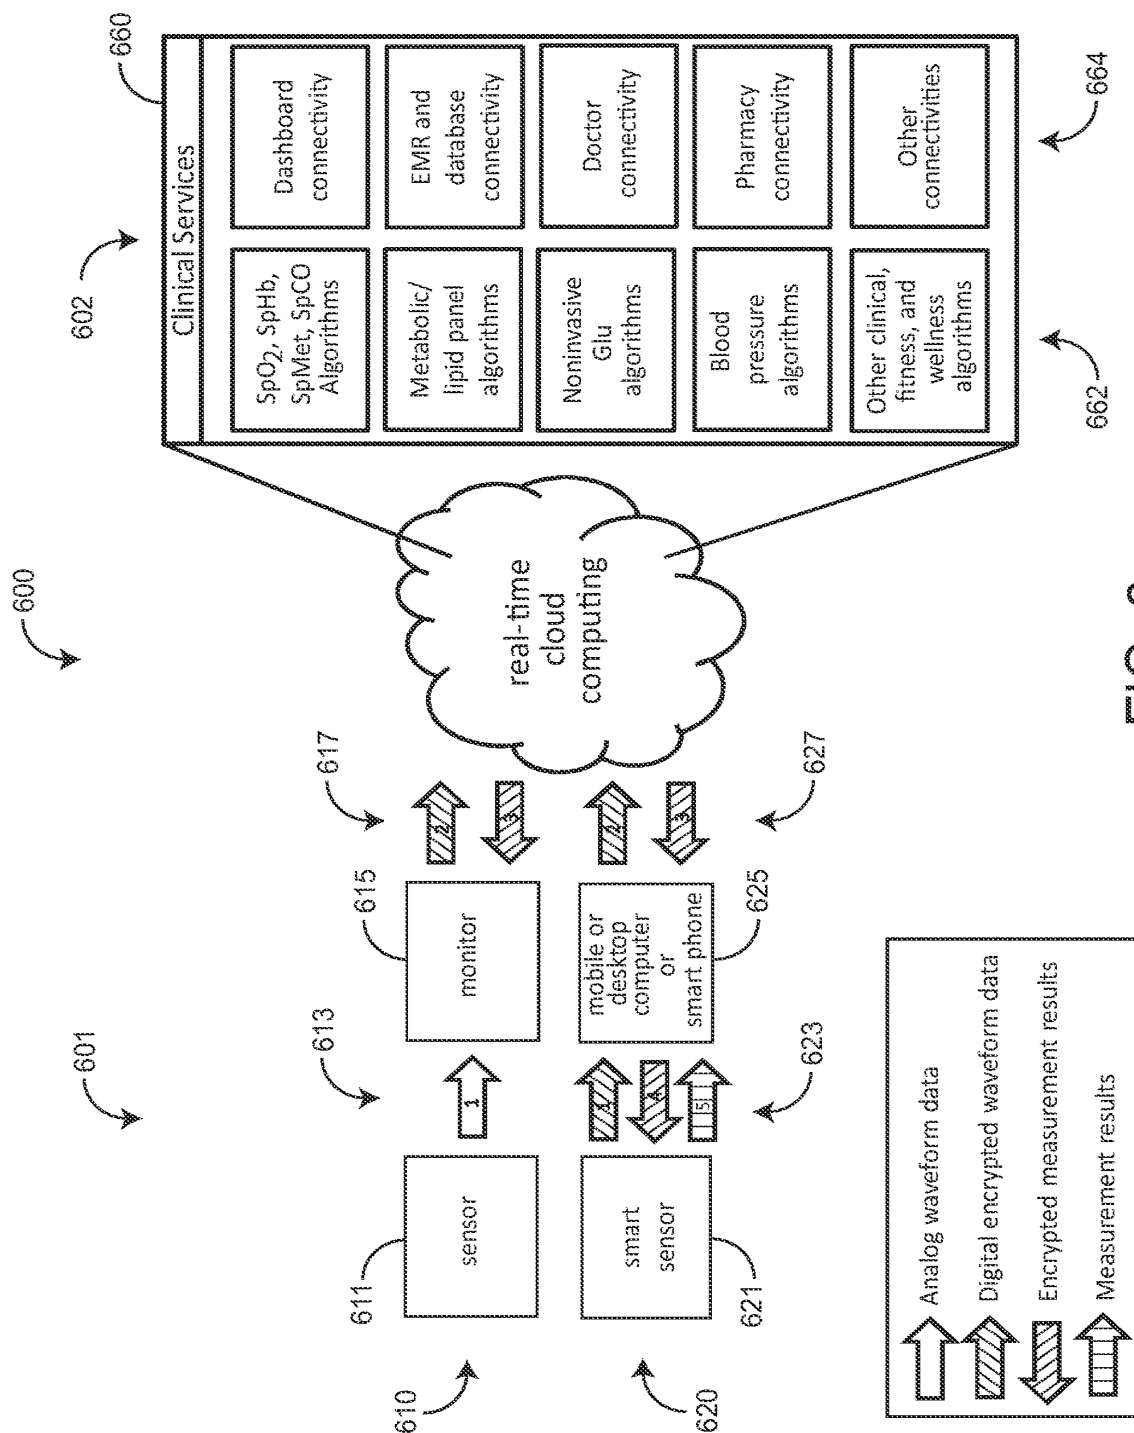 600
601
602
660
Clinical Services
SpO2, SpHb,
SpMet, SpCO
Algorithms
Dashboard
connectivity
Metabolic/
lipid panel
algorithms
EMR and
database
connectivity
Noninvasive
Glu
algorithms
Doctor
connectivity
Blood
pressure
algorithms
Pharmacy
connectivity
Other clinical,
fitness, and
wellness
algorithms
Other
connectivities
662
664
610
611
sensor
613
1
615
monitor
617
2
3
real-time
cloud
computing
620
smart
sensor
621
4
5
623
mobile or
desktop
computer
or
smart phone
625
2
3
627
Analog waveform data
Digital encrypted waveform data
Encrypted measurement results
Measurement results
FIG.